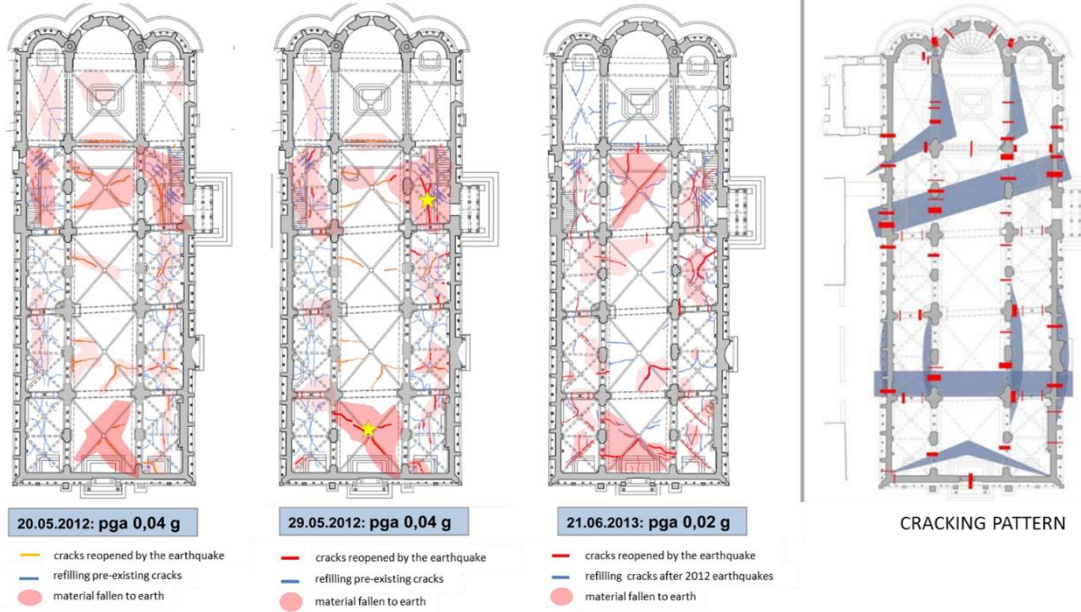 20.05.2012: pga 0,04 g
cracks reopened by the earthquake
refilling pre-existing cracks
material fallen to earth
29.05.2012: pga 0,04 g
cracks reopened by the earthquake
refilling pre-existing cracks
material fallen to earth
21.06.2013: pga 0,02 g
cracks reopened by the earthquake
refilling cracks after 2012 earthquakes
material fallen to earth
CRACKING PATTERN